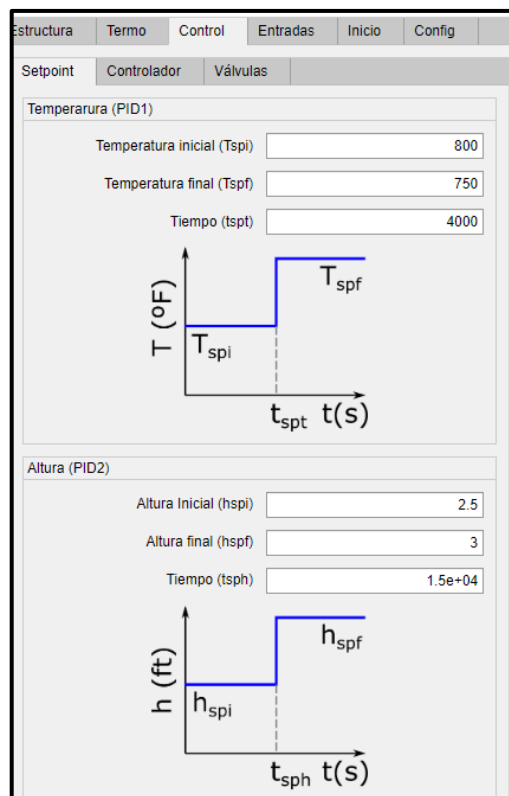 Estructura Termo Control Entradas Inicio Config
Setpoint Controlador Válvulas
Temperarura (PID1)
Temperatura inicial (Tspi) 800
Temperatura final (Tspf) 750
Tiempo (tspt) 4000
T (ºF)
Tspf
Tspi
tspt t(s)
Altura (PID2)
Altura Inicial (hspi) 2.5
Altura final (hspf) 3
Tiempo (tsph) 1.5e+04
h (ft)
hspf
hspi
tsph t(s)